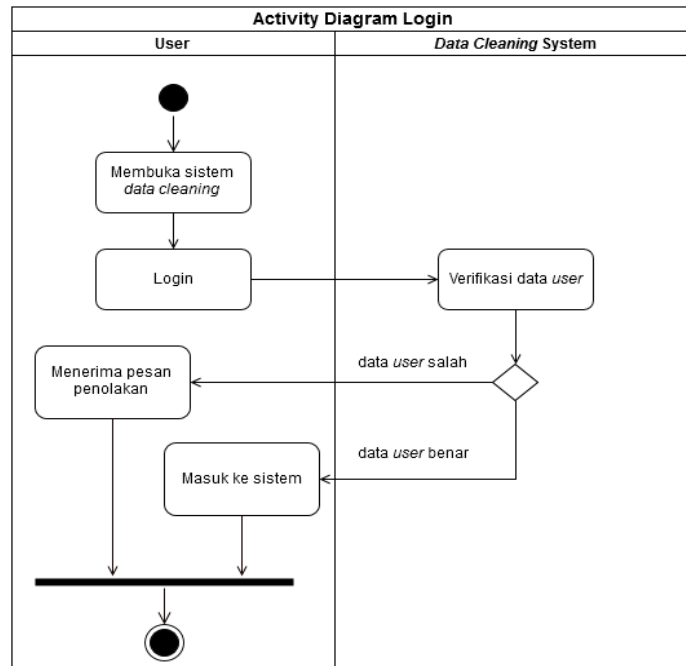 Activity Diagram Login
User
Data Cleaning System
Membuka sistem
data cleaning
Login
Verifikasi data user
Menerima pesan
penolakan
data user salah
data user benar
Masuk ke sistem